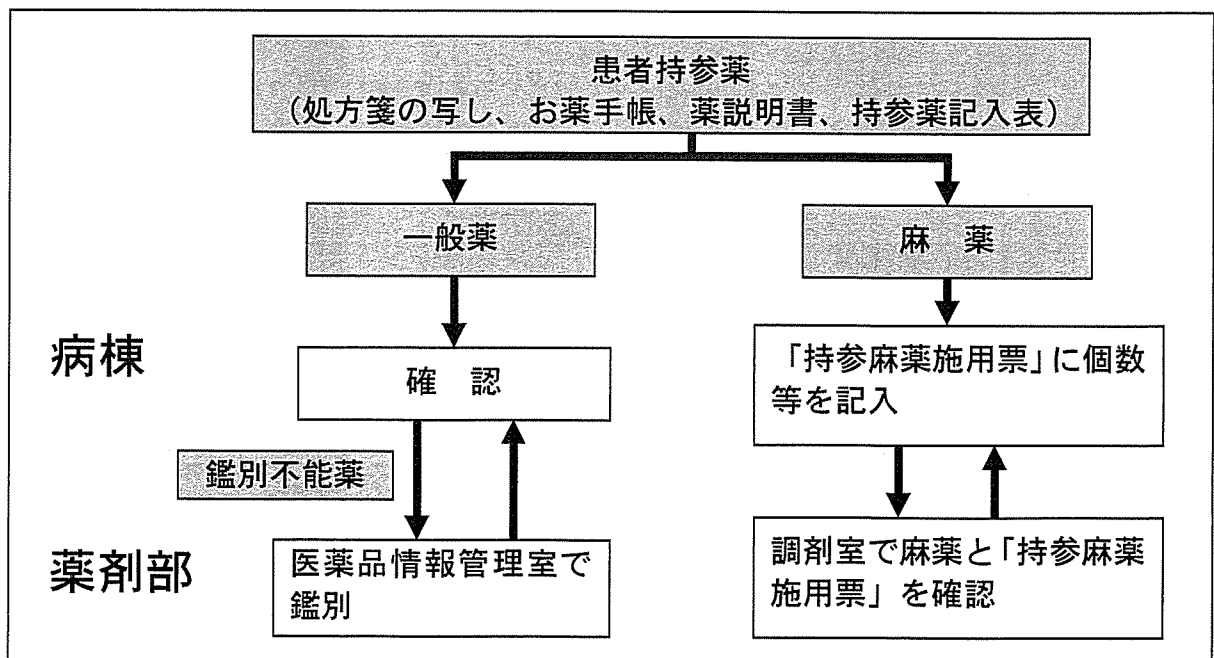 患者持参薬
（処方箋の写し、お薬手帳、薬説明書、持参薬記入表）
一般薬
麻　薬
病棟
確　認
「持参麻薬施用票」に個数
等を記入
鑑別不能薬
薬剤部
医薬品情報管理室で
鑑別
調剤室で麻薬と「持参麻薬
施用票」を確認